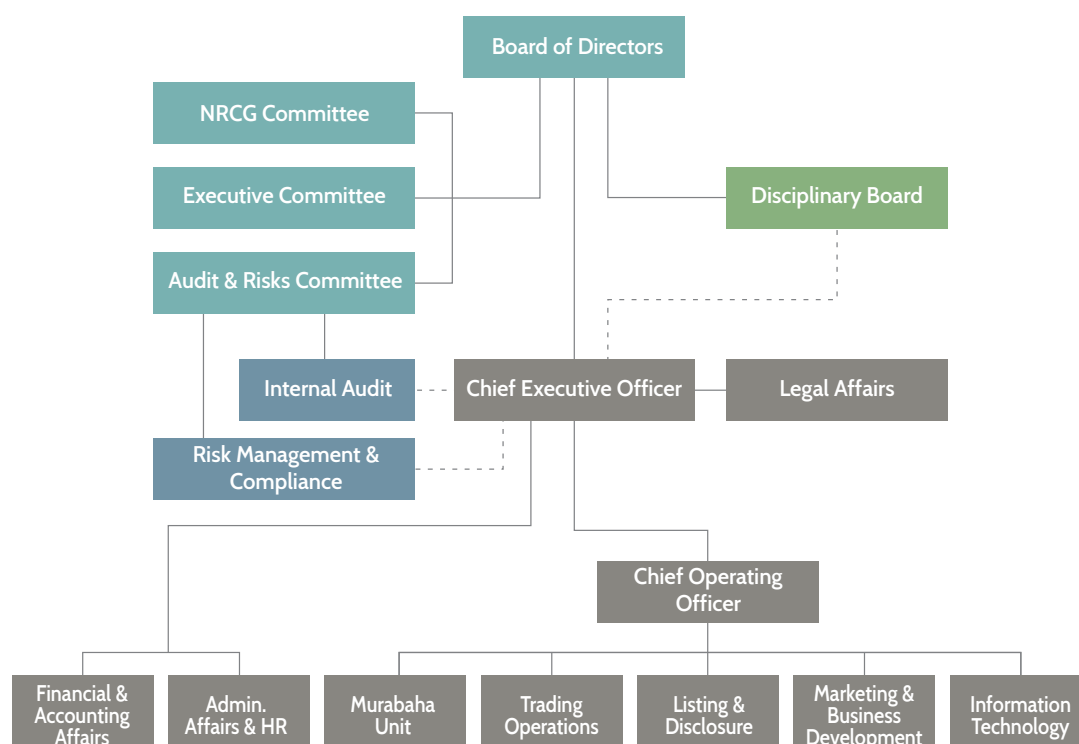 Board of Directors
NRCG Committee
Executive Committee
Disciplinary Board
Audit & Risks Committee
Internal Audit
Chief Executive Officer
Legal Affairs
Risk Management &
Compliance
Chief Operating
Officer
Financial &
Accounting
Affairs
Admin.
Affairs & HR
Murabaha
Unit
Trading
Operations
Listing &
Disclosure
Marketing &
Business
Development
Information
Technology